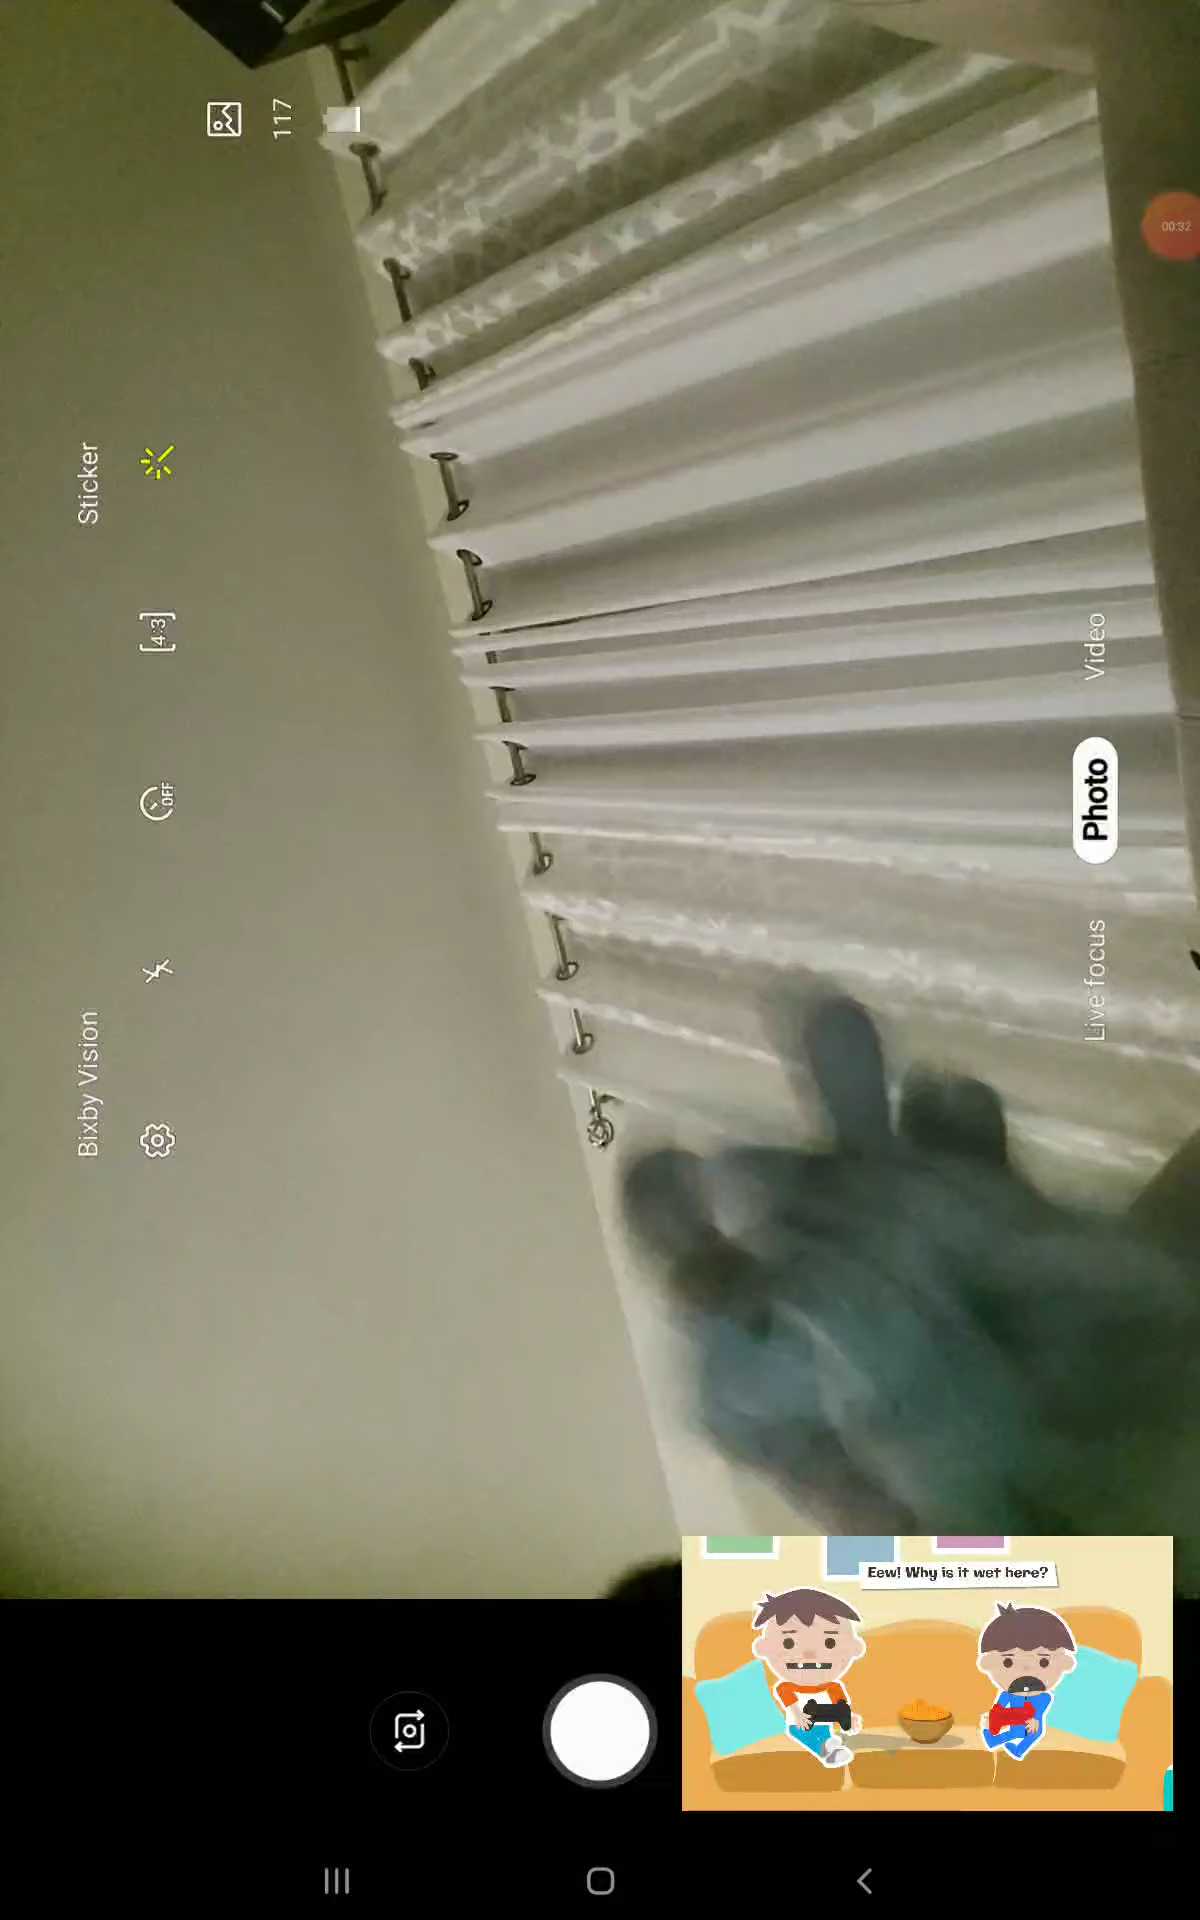 117
00:32
Sticker
4:3
OFF
Bixby Vision
Video
Photo
Live focus
Eew! Why is it wet here?